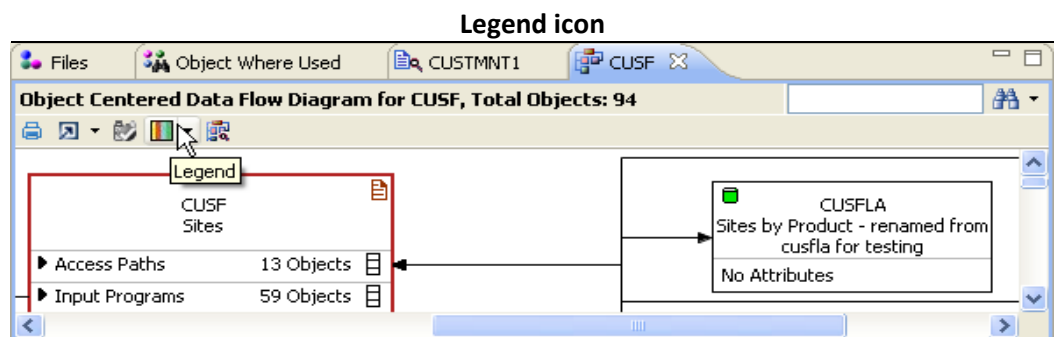 Legend icon
Files Object Where Used CUSTMNT1 CUSF
Object Centered Data Flow Diagram for CUSF, Total Objects: 94
Legend
CUSF
Sites
Access Paths 13 Objects
Input Programs 59 Objects
CUSFLA
Sites by Product - renamed from
cusfla for testing
No Attributes